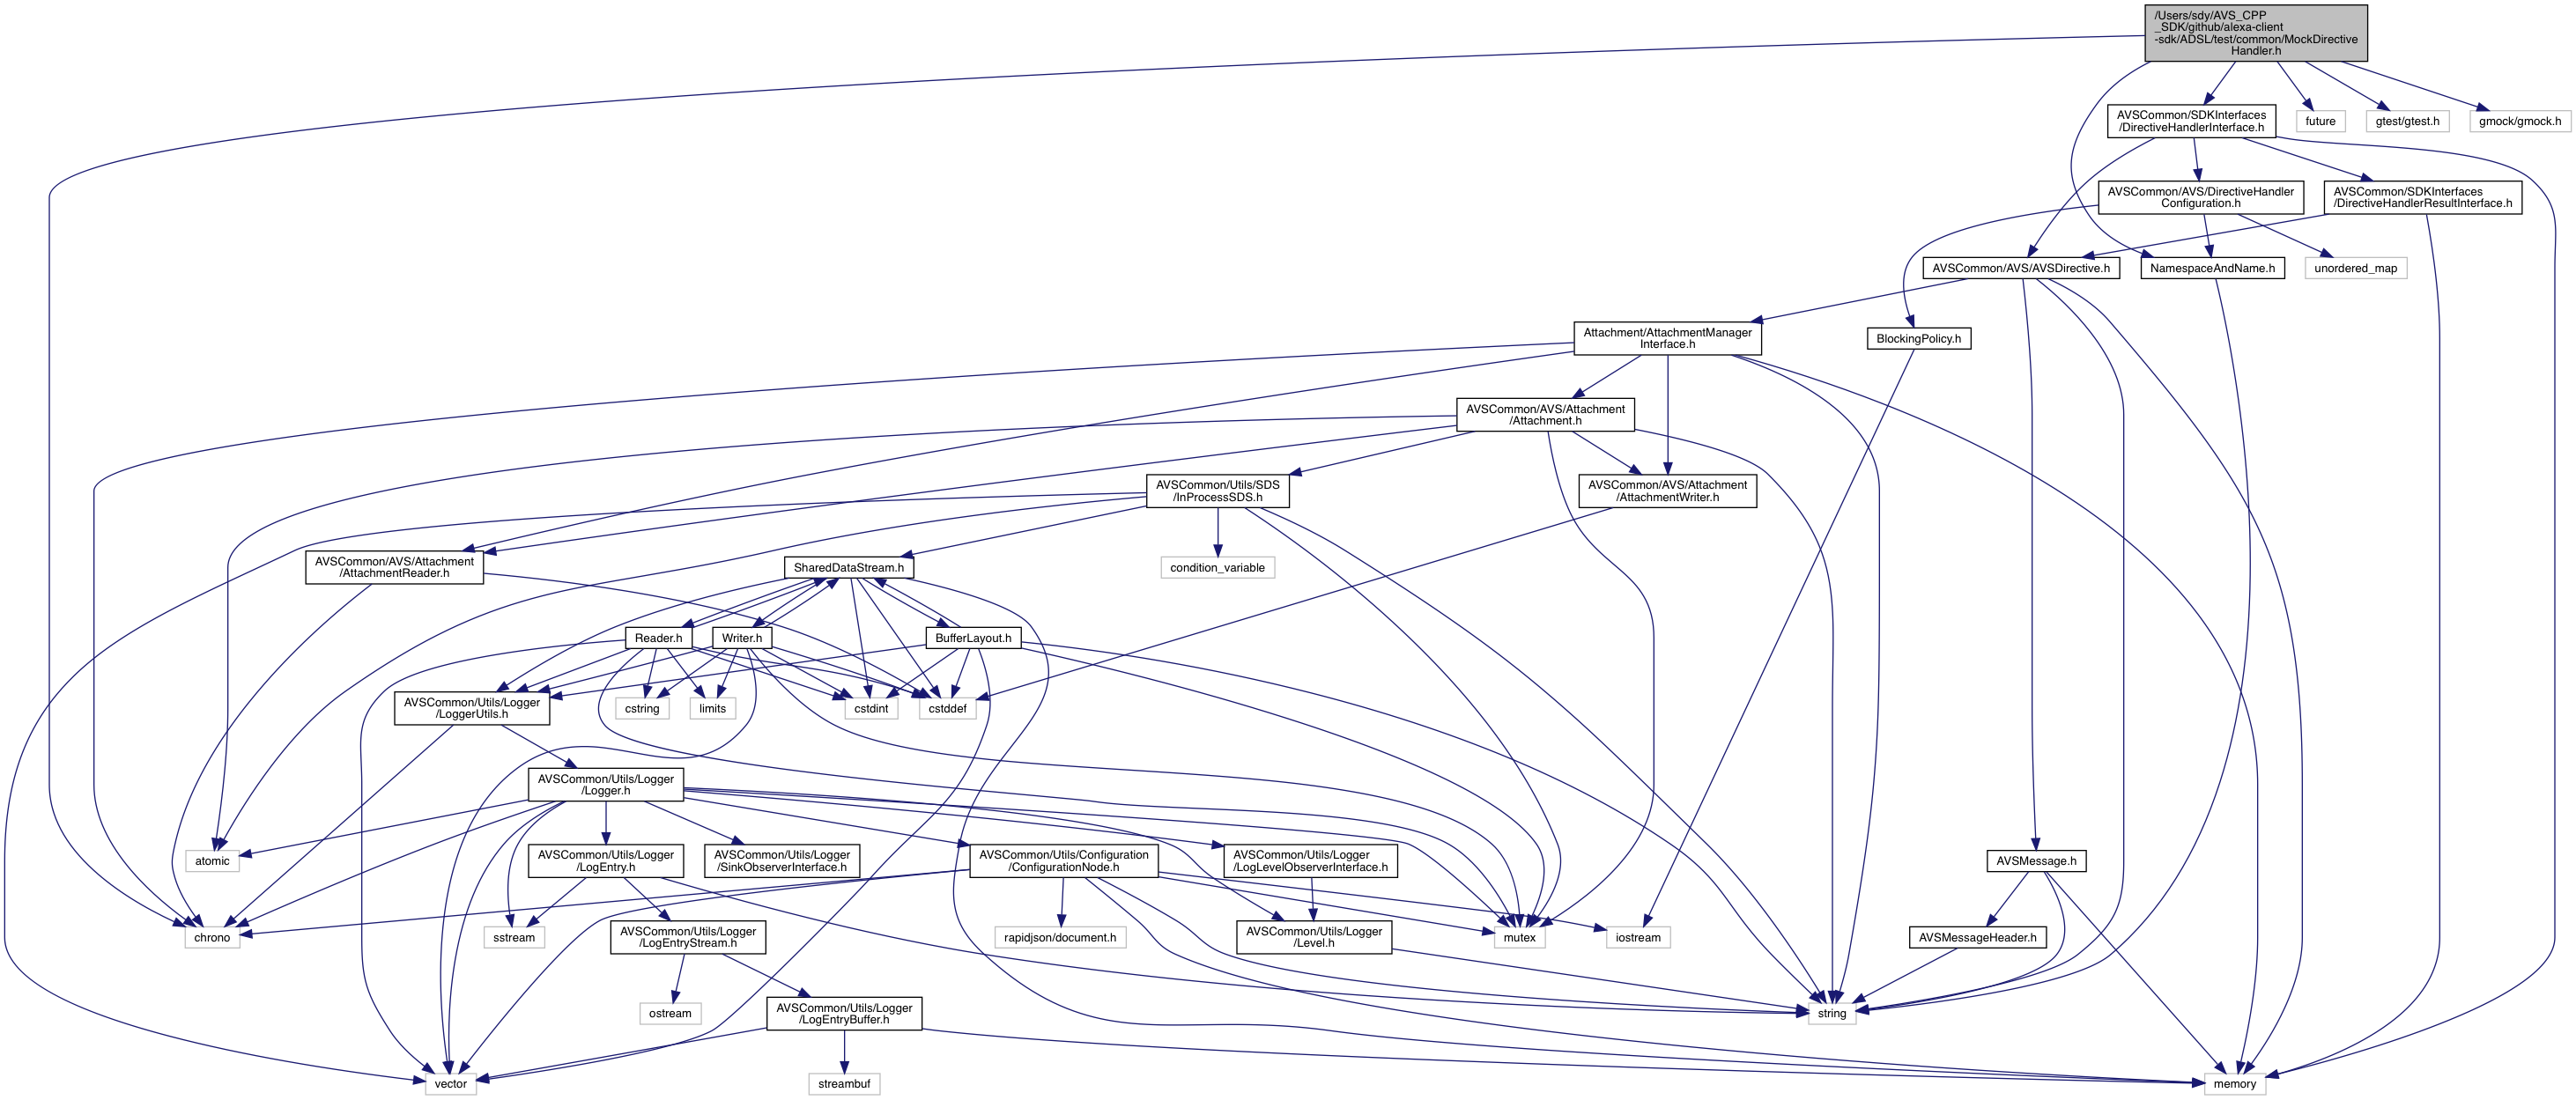 /Users/sdy/AVS_CPP
_SDK/github/alexa-client
-sdk/ADSL/test/common/MockDirective
Handler.h
AVSCommon/SDKInterfaces
/DirectiveHandlerInterface.h
future
gtest/gtest.h
gmock/gmock.h
AVSCommon/AVS/DirectiveHandler
Configuration.h
AVSCommon/SDKInterfaces
/DirectiveHandlerResultInterface.h
AVSCommon/AVS/AVSDirective.h
NamespaceAndName.h
unordered_map
Attachment/AttachmentManager
Interface.h
BlockingPolicy.h
AVSCommon/AVS/Attachment
/Attachment.h
AVSCommon/Utils/SDS
/InProcessSDS.h
AVSCommon/AVS/Attachment
/AttachmentWriter.h
AVSCommon/AVS/Attachment
/AttachmentReader.h
SharedDataStream.h
condition_variable
Reader.h
Writer.h
BufferLayout.h
AVSCommon/Utils/Logger
/LoggerUtils.h
cstring
limits
cstdint
cstddef
AVSCommon/Utils/Logger
/Logger.h
atomic
AVSCommon/Utils/Logger
/LogEntry.h
AVSCommon/Utils/Logger
/SinkObserverInterface.h
AVSCommon/Utils/Configuration
/ConfigurationNode.h
AVSCommon/Utils/Logger
/LogLevelObserverInterface.h
AVSMessage.h
chrono
sstream
AVSCommon/Utils/Logger
/LogEntryStream.h
rapidjson/document.h
AVSCommon/Utils/Logger
/Level.h
mutex
iostream
AVSMessageHeader.h
ostream
AVSCommon/Utils/Logger
/LogEntryBuffer.h
string
vector
streambuf
memory